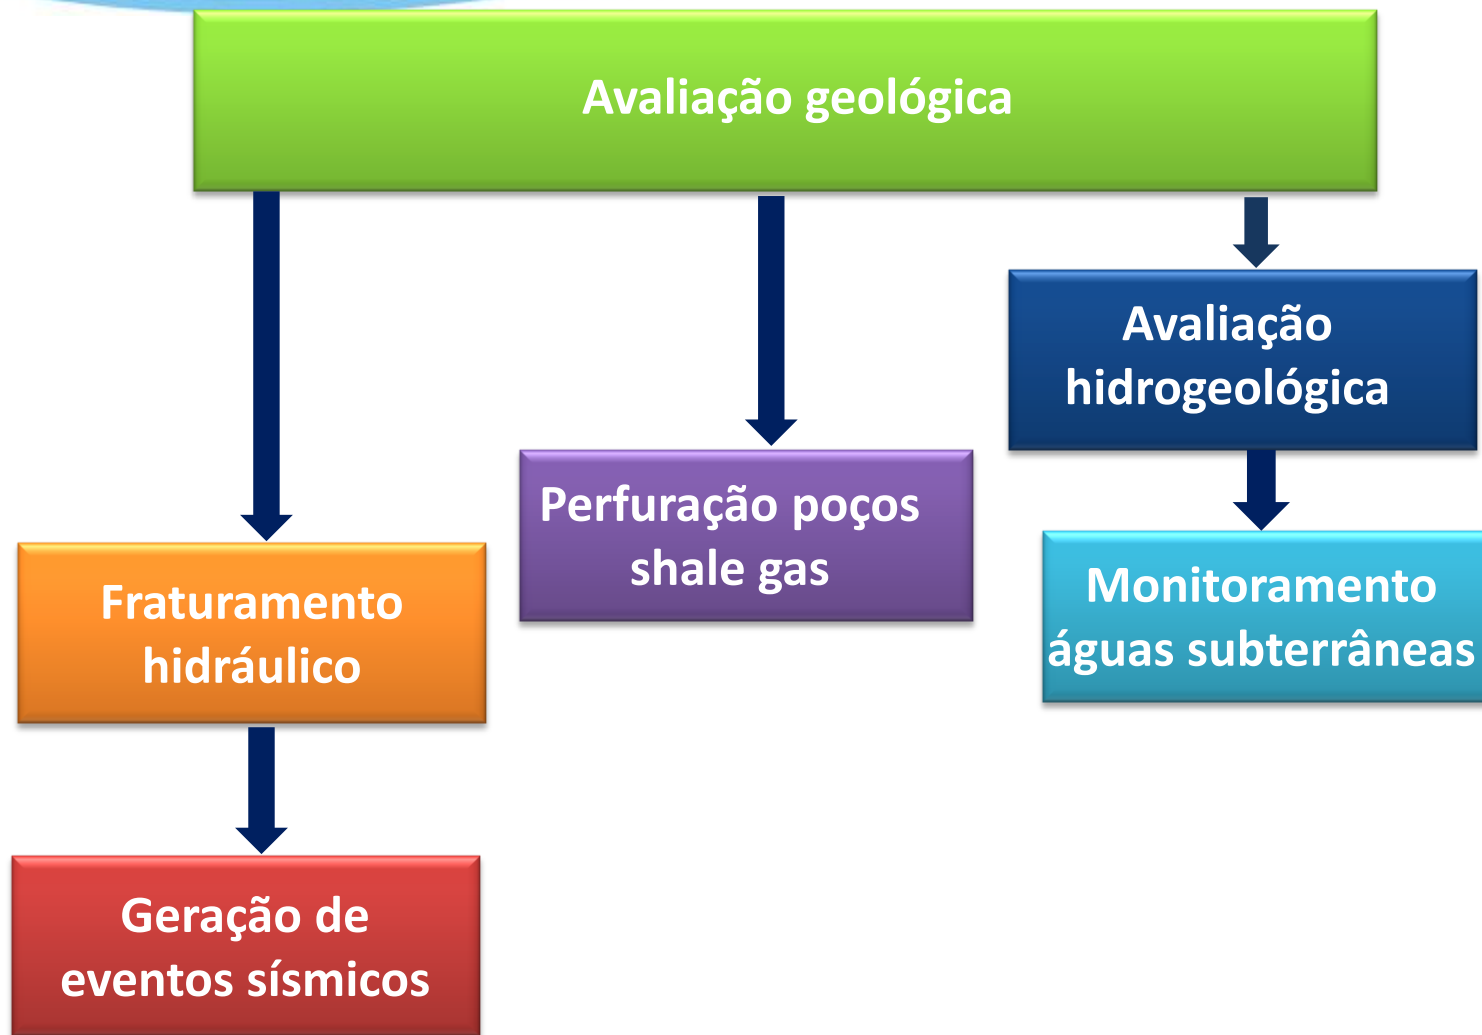 Avaliação geológica
Avaliação
hidrogeológica
Perfuração poços
shale gas
Fraturamento
hidráulico
Monitoramento
águas subterrâneas
Geração de
eventos sísmicos